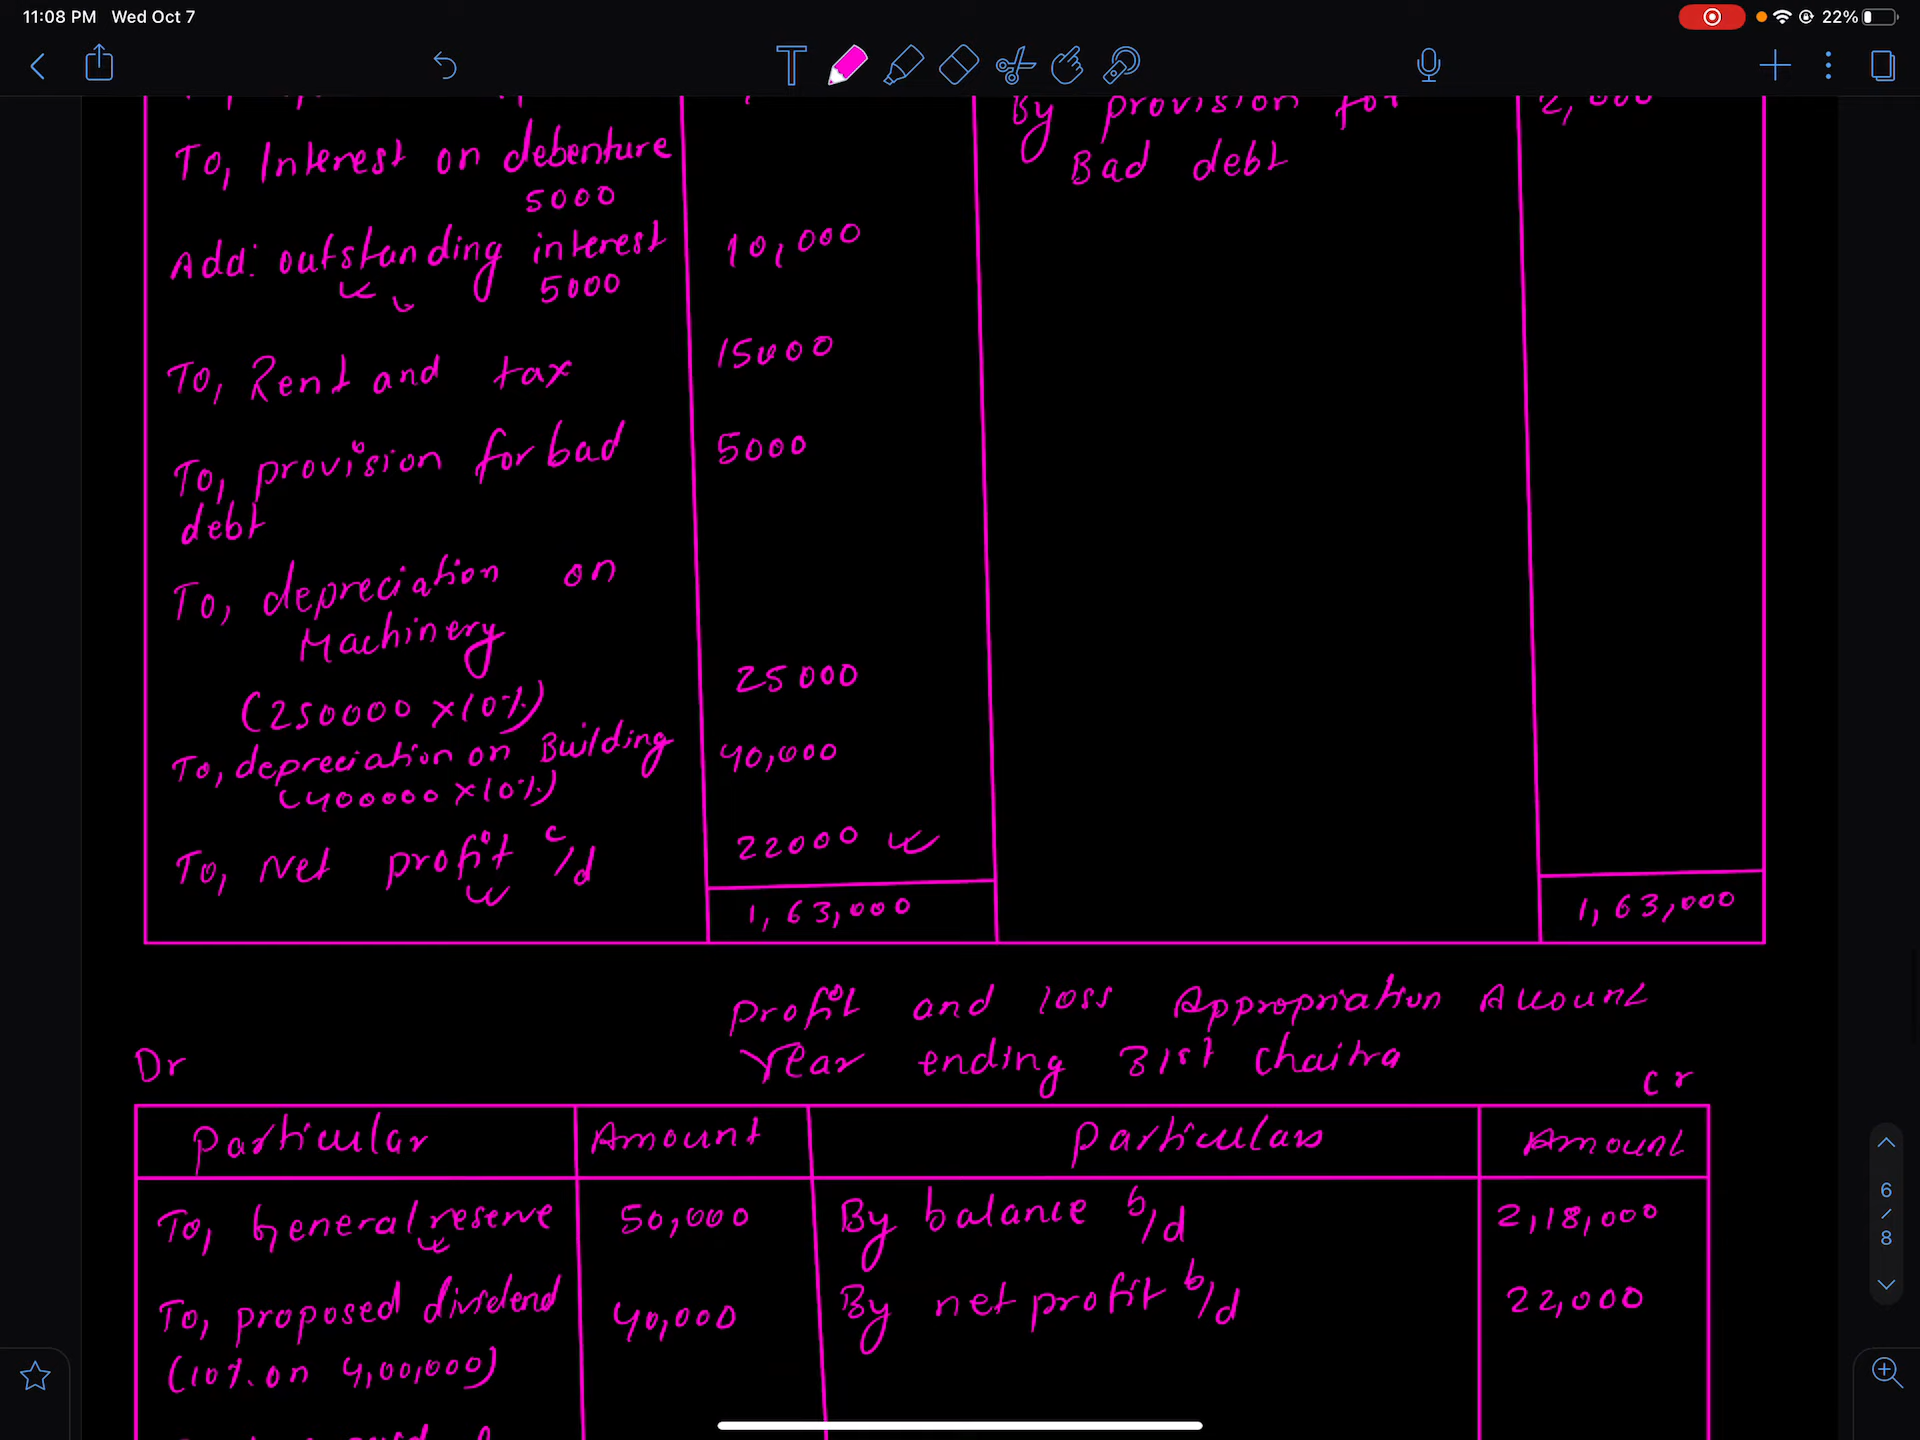 11:08 PM Wed Oct 7
22%
By provision for 2,000
Bad debt
To, Interest on debenture
5000
Add: outstanding interest 10,000
5000
To, Rent and tax 15000
To, provision for bad 5000
debt
To, depreciation on
Machinery
(250000 x10%) 25000
To, depreciation on Building 40,000
(400000 x10%)
To, Net profit c/d 22000
1,63,000 1,63,000
Profit and loss Appropriation Account
Year ending 31st Chaitra
Dr Cr
Particular Amount Particulars Amount
To, General reserve 50,000 By balance b/d 2,18,000
To, proposed dividend 40,000 By net profit b/d 22,000
(10% on 4,00,000)
6
/
8